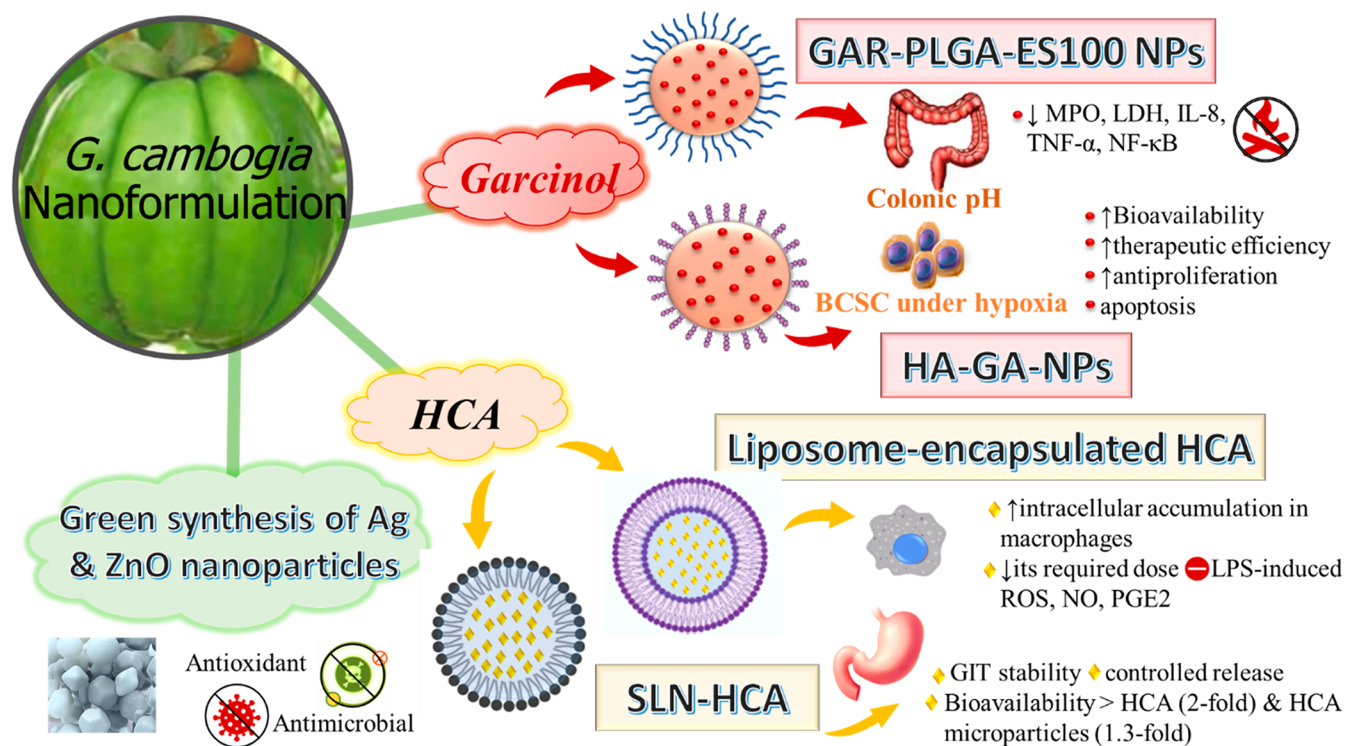 G. cambogia
Nanoformulation
Garcinol
GAR-PLGA-ES100 NPs
Colonic pH
↓ MPO, LDH, IL-8,
TNF-α, NF-κB
BCSC under hypoxia
↑Bioavailability
↑therapeutic efficiency
↑antiproliferation
apoptosis
HA-GA-NPs
HCA
Liposome-encapsulated HCA
↑intracellular accumulation in
macrophages
↓its required dose LPS-induced
ROS, NO, PGE2
SLN-HCA
GIT stability controlled release
Bioavailability > HCA (2-fold) & HCA
microparticles (1.3-fold)
Green synthesis of Ag
& ZnO nanoparticles
Antioxidant
Antimicrobial